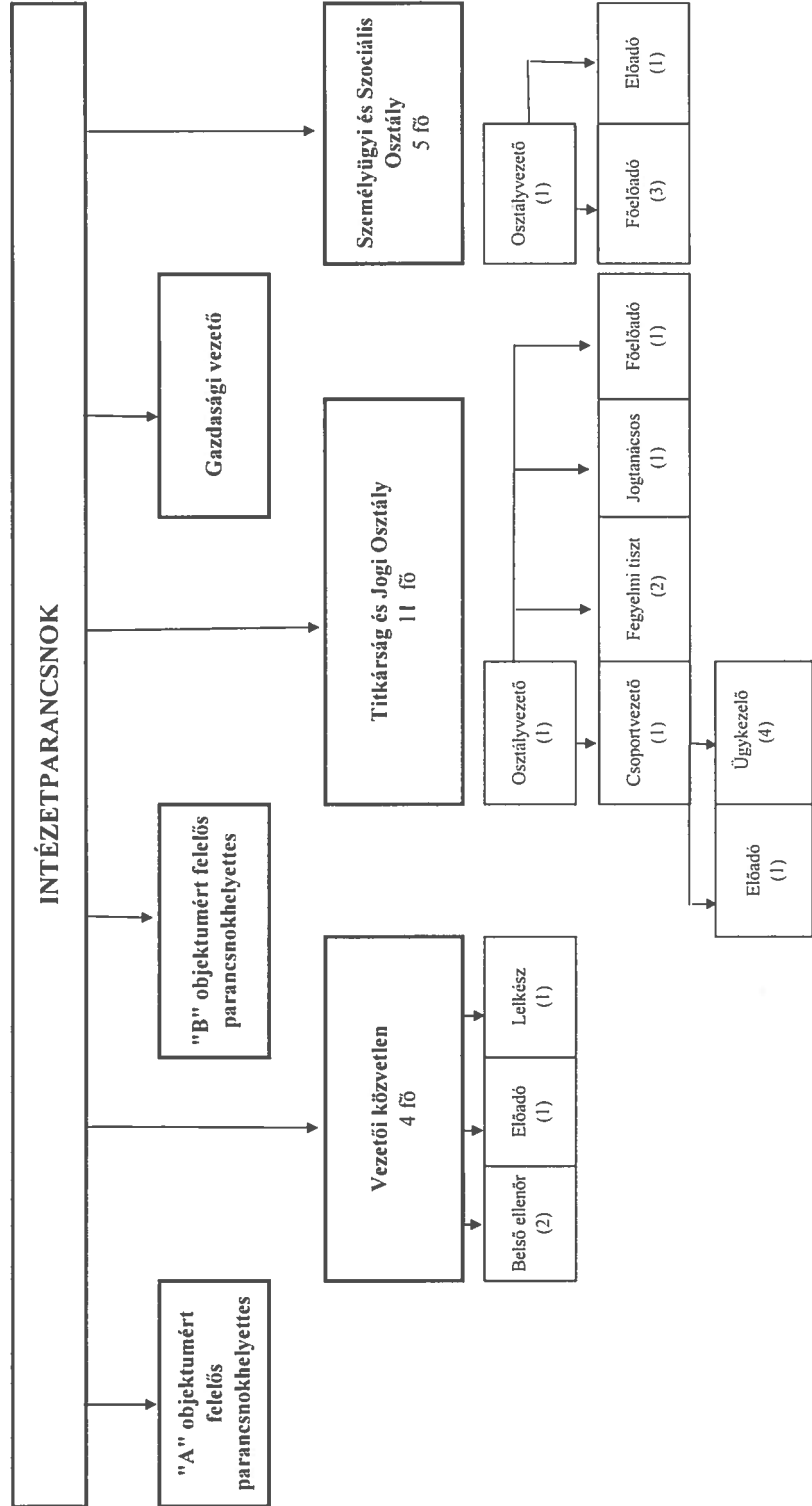 INTÉZETPARANCSNOK
"A" objektumért
felelős
parancsnokhelyettes
"B" objektumért felelős
parancsnokhelyettes
Gazdasági vezető
Vezetői közvetlen
4 fő
Titkárság és Jogi Osztály
11 fő
Személyügyi és Szociális
Osztály
5 fő
Belső ellenőr
(2)
Előadó
(1)
Lelkész
(1)
Osztályvezető
(1)
Csoportvezető
(1)
Fegyelmi tiszt
(2)
Jogtanácsos
(1)
Főelőadó
(1)
Előadó
(1)
Ügykezelő
(4)
Osztályvezető
(1)
Főelőadó
(3)
Előadó
(1)